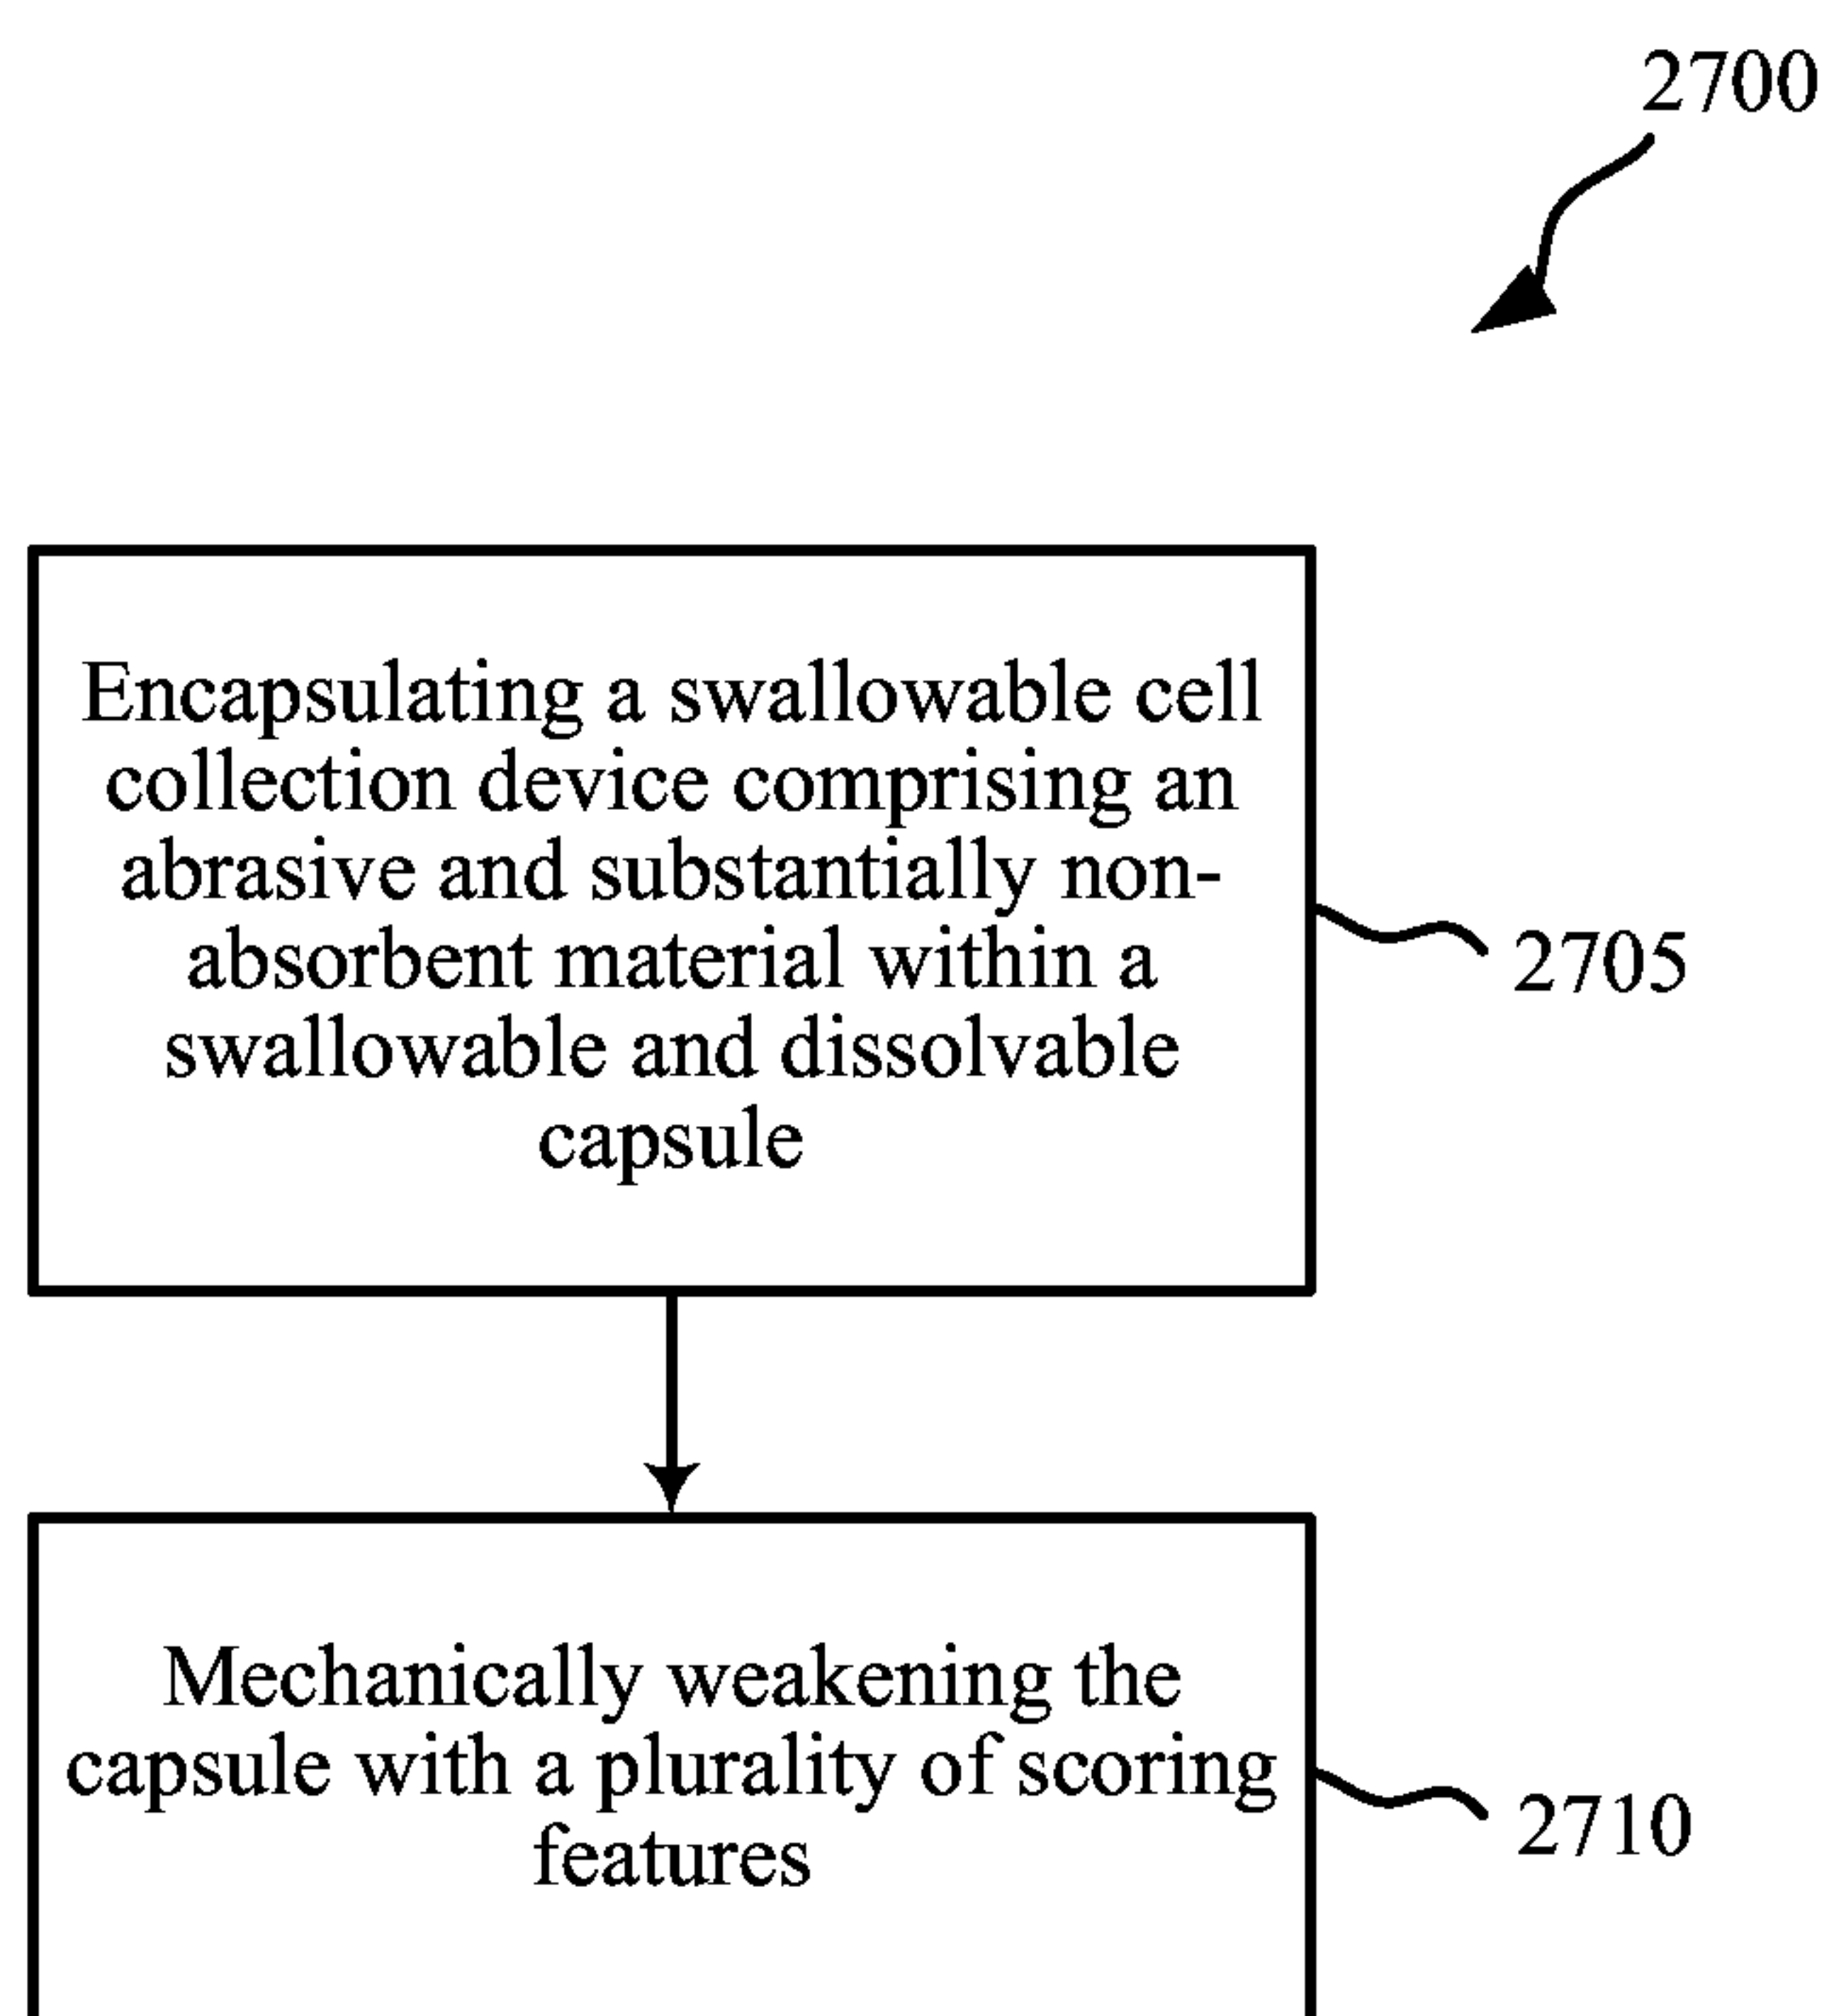 2700
Encapsulating a swallowable cell
collection device comprising an
abrasive and substantially non-
absorbent material within a
swallowable and dissolvable
capsule
2705
Mechanically weakening the
capsule with a plurality of scoring
features
2710